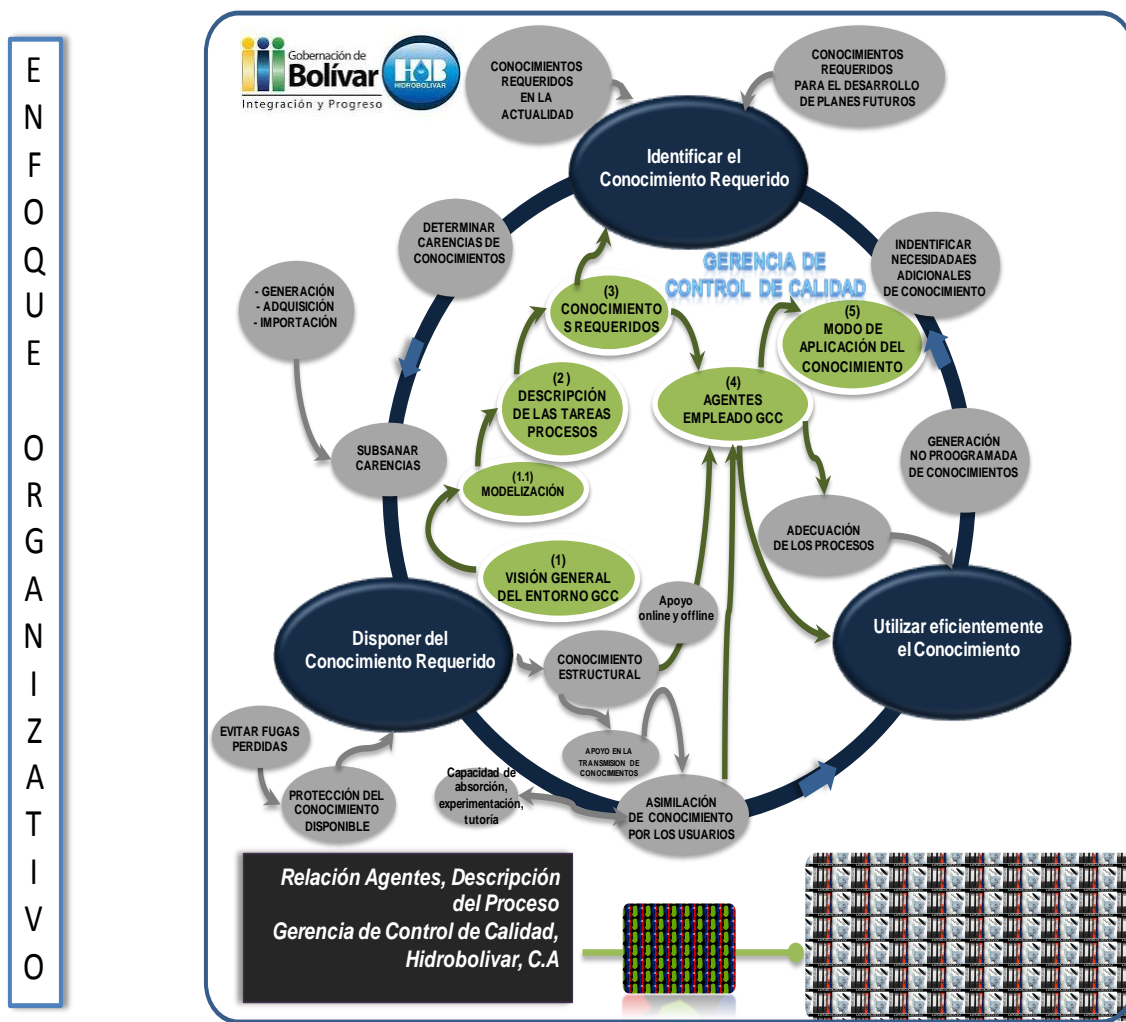 ENFOQUE ORGANIZATIVO
Gobernación de
Bolívar
Integración y Progreso
HB
HIDROBOLIVAR
CONOCIMIENTOS
REQUERIDOS
EN LA
ACTUALIDAD
CONOCIMIENTOS
REQUERIDOS
PARA EL DESARROLLO
DE PLANES FUTUROS
Identificar el
Conocimiento Requerido
DETERMINAR
CARENCIAS DE
CONOCIMIENTOS
GERENCIA DE
CONTROL DE CALIDAD
INDENTIFICAR
NECESIDADAES
ADICIONALES
DE CONOCIMIENTO
- GENERACIÓN
- ADQUISICIÓN
- IMPORTACIÓN
(3)
CONOCIMIENTO
S REQUERIDOS
(5)
MODO DE
APLICACIÓN DEL
CONOCIMIENTO
(2)
DESCRIPCIÓN
DE LAS TAREAS
PROCESOS
(4)
AGENTES
EMPLEADO GCC
SUBSANAR
CARENCIAS
(1.1)
MODELIZACIÓN
GENERACIÓN
NO PROOGRAMADA
DE CONOCIMIENTOS
ADECUACIÓN
DE LOS PROCESOS
(1)
VISIÓN GENERAL
DEL ENTORNO GCC
Apoyo
online y offline
Disponer del
Conocimiento Requerido
Utilizar eficientemente
el Conocimiento
CONOCIMIENTO
ESTRUCTURAL
EVITAR FUGAS
PERDIDAS
APOYO EN LA
TRANSMISION DE
CONOCIMIENTOS
Capacidad de
absorción,
experimentación,
tutoría
PROTECCIÓN DEL
CONOCIMIENTO
DISPONIBLE
ASIMILACIÓN
DE CONOCIMIENTO
POR LOS USUARIOS
Relación Agentes, Descripción
del Proceso
Gerencia de Control de Calidad,
Hidrobolivar, C.A